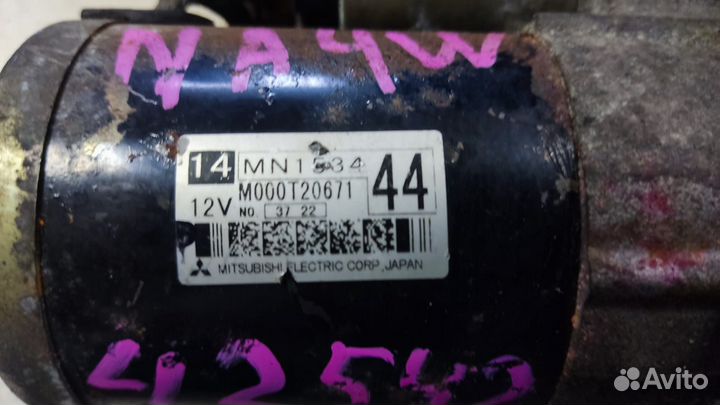 NA4W
14 MN1534 44
M000T20671
12V NO. 37 22
MITSUBISHI ELECTRIC CORP. JAPAN
42542
Avito